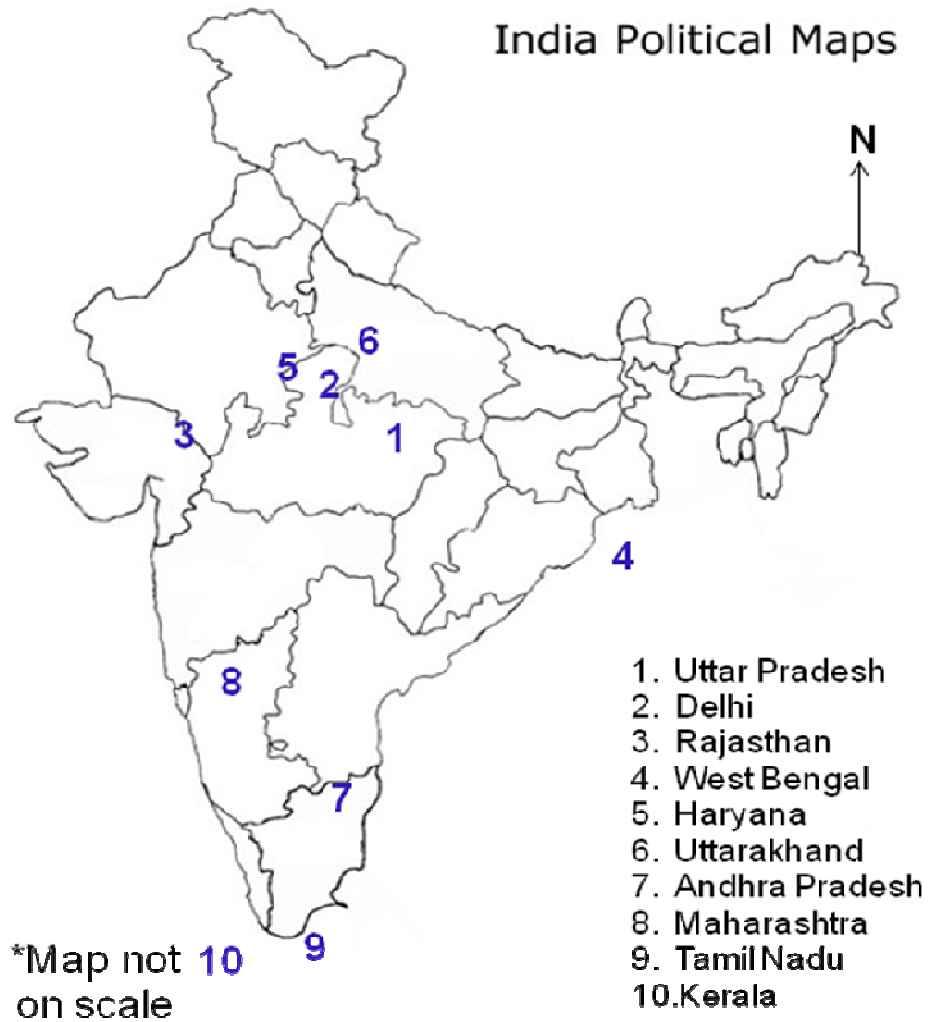 India Political Maps
N
6
5
2
3
1
4
8
7
9
10
1. Uttar Pradesh
2. Delhi
3. Rajasthan
4. West Bengal
5. Haryana
6. Uttarakhand
7. Andhra Pradesh
8. Maharashtra
9. Tamil Nadu
10.Kerala
*Map not
on scale